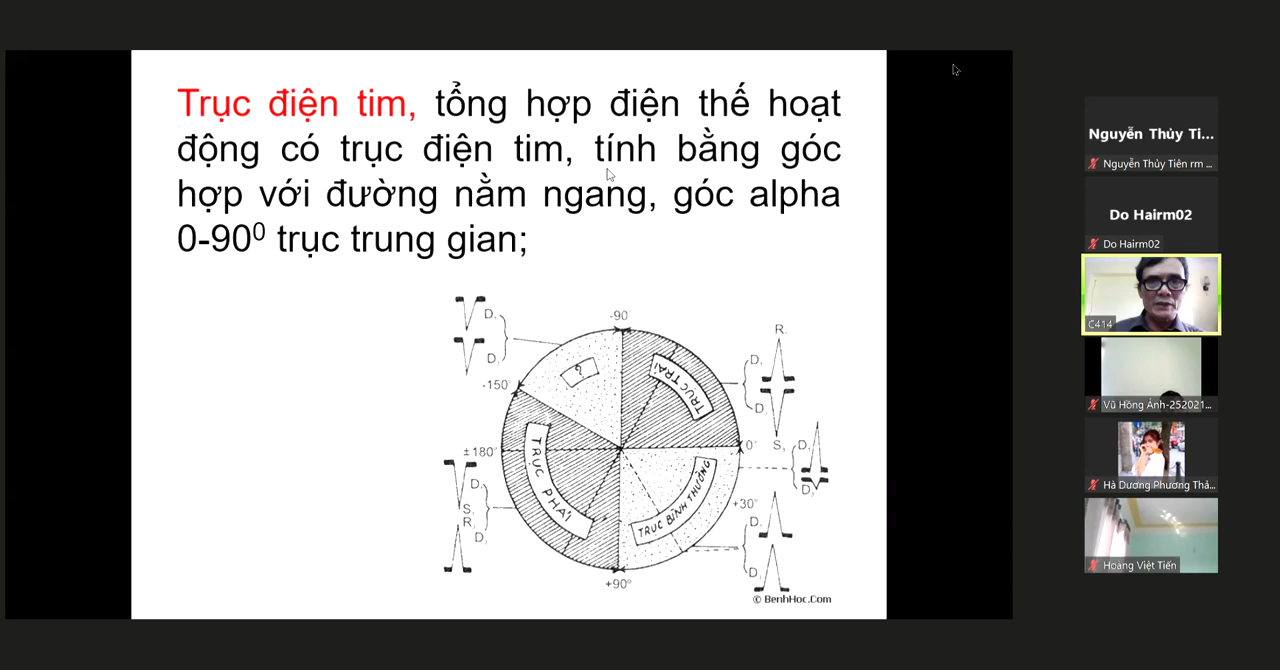 Trục điện tim, tổng hợp điện thế hoạt
động có trục điện tim, tính bằng góc
hợp với đường nằm ngang, góc alpha
0-90⁰ trục trung gian;
-90
D,
D,
?
-150°
TRỤC TRÁI
R.
D,
D,
0°
S,
D,
D,
±180°
TRỤC PHẢI
D,
S,
R,
D,
TRỤC BÌNH THƯỜNG
+30°
D.
D,
+90°
© BenhHoc.Com
Nguyễn Thủy Ti...
Nguyễn Thủy Tiên rm ...
Do Hairm02
Do Hairm02
C414
Vũ Hồng Ánh-252021...
Hà Dương Phương Thả...
Hoàng Việt Tiến